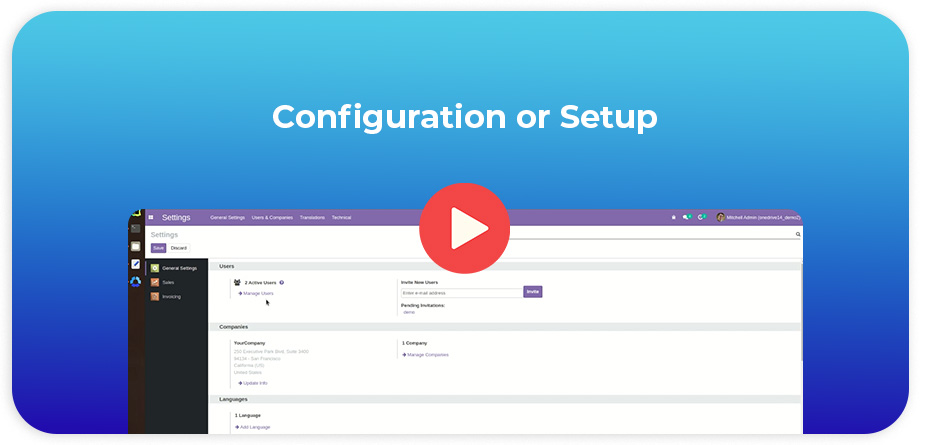 Configuration or Setup
Settings General Settings Users & Companies Translations Technical Mitchell Admin (onedrive14_demo2)
Settings
Save Discard
General Settings
Sales
Invoicing
Users
2 Active Users
Manage Users
Invite New Users
Enter e-mail address Invite
Pending Invitations:
demo
Companies
YourCompany
250 Executive Park Blvd, Suite 3400
94134 - San Francisco
California (US)
United States
Update Info
1 Company
Manage Companies
Languages
1 Language
Add Language